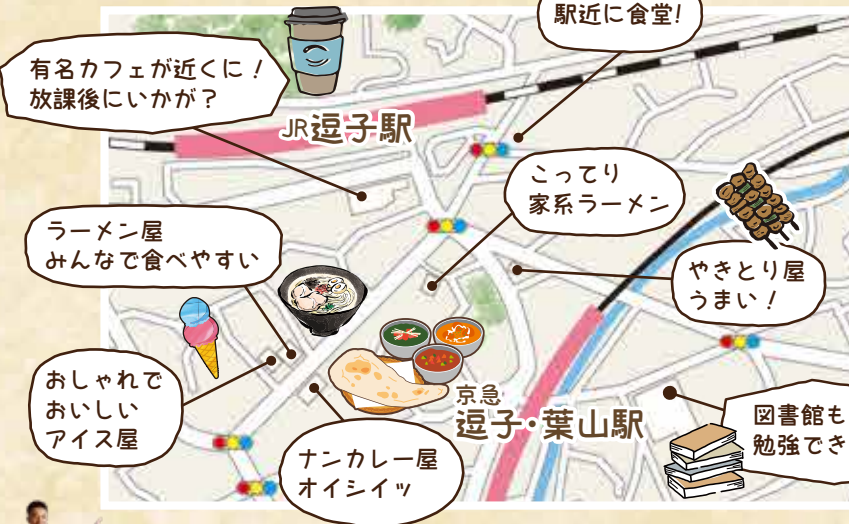 駅近に食堂!
有名カフェが近くに!
放課後にいかが?
JR逗子駅
こってり
家系ラーメン
ラーメン屋
みんなで食べやすい
やきとり屋
うまい!
おしゃれで
おいしい
アイス屋
京急
逗子・葉山駅
ナンカレー屋
オイシイッ
図書館も
勉強でき